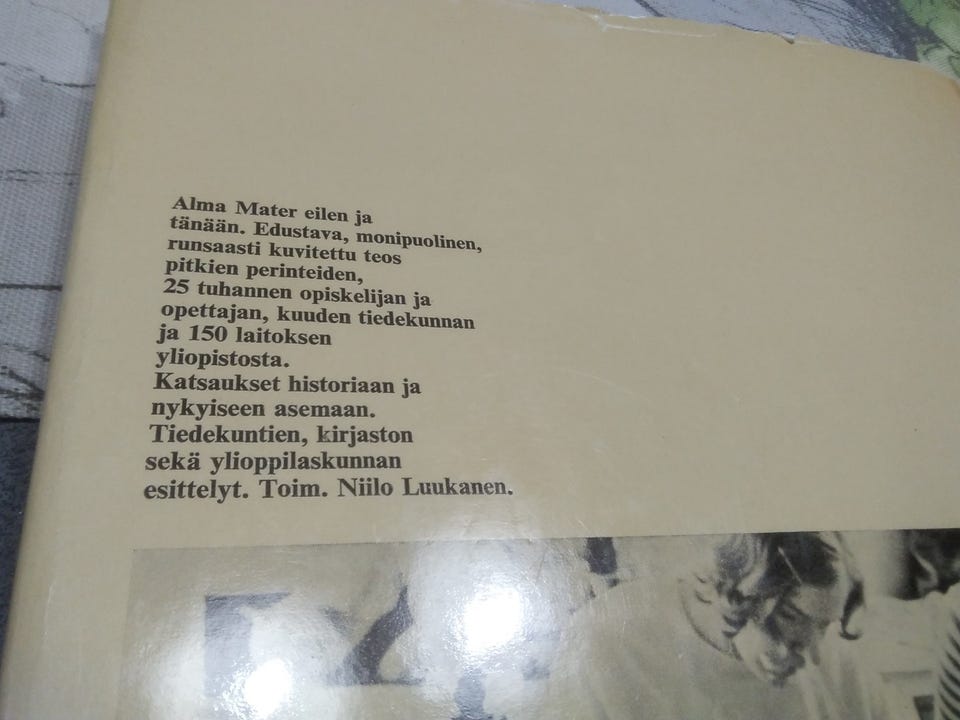 Alma Mater eilen ja
tänään. Edustava, monipuolinen,
runsaasti kuvitettu teos
pitkien perinteiden,
25 tuhannen opiskelijan ja
opettajan, kuuden tiedekunnan
ja 150 laitoksen
yliopistosta.
Katsaukset historiaan ja
nykyiseen asemaan.
Tiedekuntien, kirjaston
sekä ylioppilaskunnan
esittelyt. Toim. Niilo Luukanen.